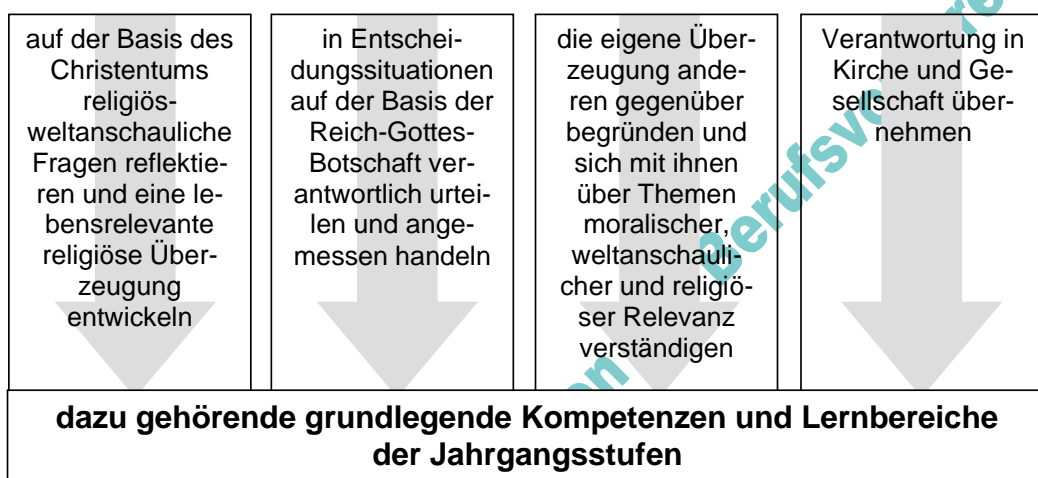 auf der Basis des
Christentums
religiös-
weltanschauliche
Fragen reflektie-
ren und eine le-
bensrelevante
religiöse Über-
zeugung
entwickeln
in Entschei-
dungssituationen
auf der Basis der
Reich-Gottes-
Botschaft ver-
antwortlich urtei-
len und ange-
messen handeln
die eigene Über-
zeugung ande-
ren gegenüber
begründen und
sich mit ihnen
über Themen
moralischer,
weltanschauli-
cher und religiö-
ser Relevanz
verständigen
Verantwortung in
Kirche und Ge-
sellschaft über-
nehmen
dazu gehörende grundlegende Kompetenzen und Lernbereiche
der Jahrgangsstufen